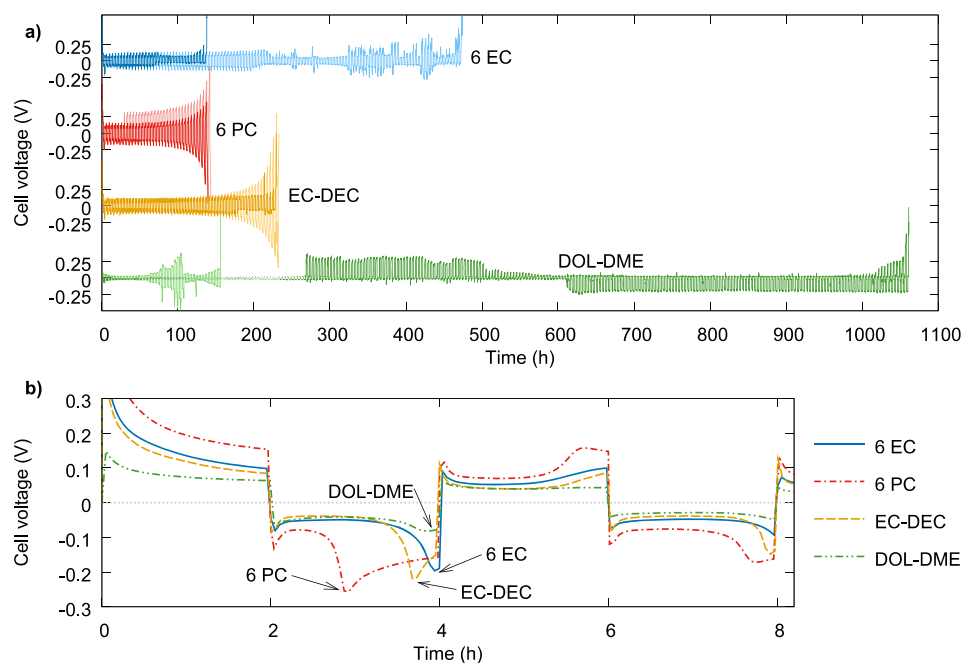 a)
Cell voltage (V)
0.25
0
-0.25
0.25
0
-0.25
0.25
0
-0.25
0.25
0
-0.25
6 EC
6 PC
EC-DEC
DOL-DME
0 100 200 300 400 500 600 700 800 900 1000 1100
Time (h)
b)
Cell voltage (V)
0.3
0.2
0.1
0
-0.1
-0.2
-0.3
DOL-DME
6 EC
6 PC
EC-DEC
0 2 4 6 8
Time (h)
6 EC
6 PC
EC-DEC
DOL-DME